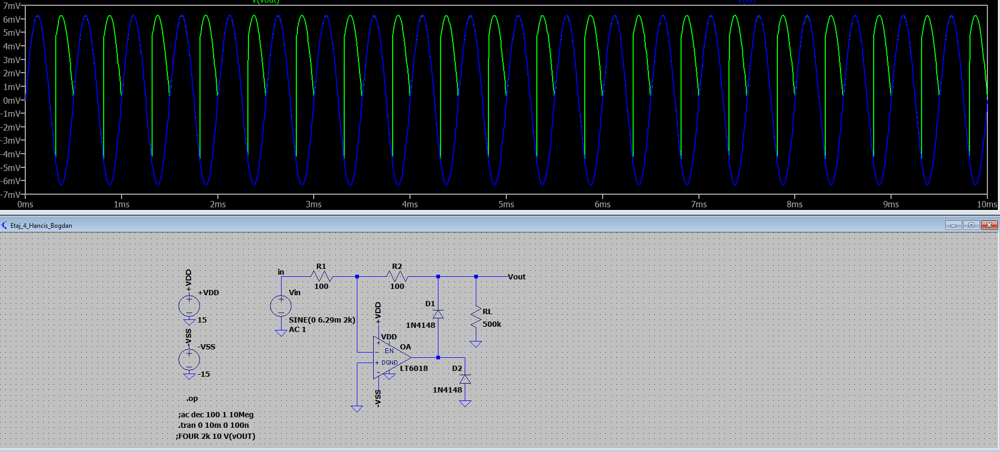 V(vout) V(in)
7mV
6mV
5mV
4mV
3mV
2mV
1mV
0mV
-1mV
-2mV
-3mV
-4mV
-5mV
-6mV
-7mV
0ms 1ms 2ms 3ms 4ms 5ms 6ms 7ms 8ms 9ms 10ms
Etaj_4_Hancis_Bogdan
+VDD
+VDD
15
-VSS
-VSS
-15
in
R1
100
R2
100
Vout
Vin
SINE(0 6.29m 2k)
AC 1
D1
1N4148
RL
500k
+VDD
VDD
EN
OA
DGND
LT6018
-VSS
D2
1N4148
.op
;ac dec 100 1 10Meg
.tran 0 10m 0 100n
;FOUR 2k 10 V(vOUT)